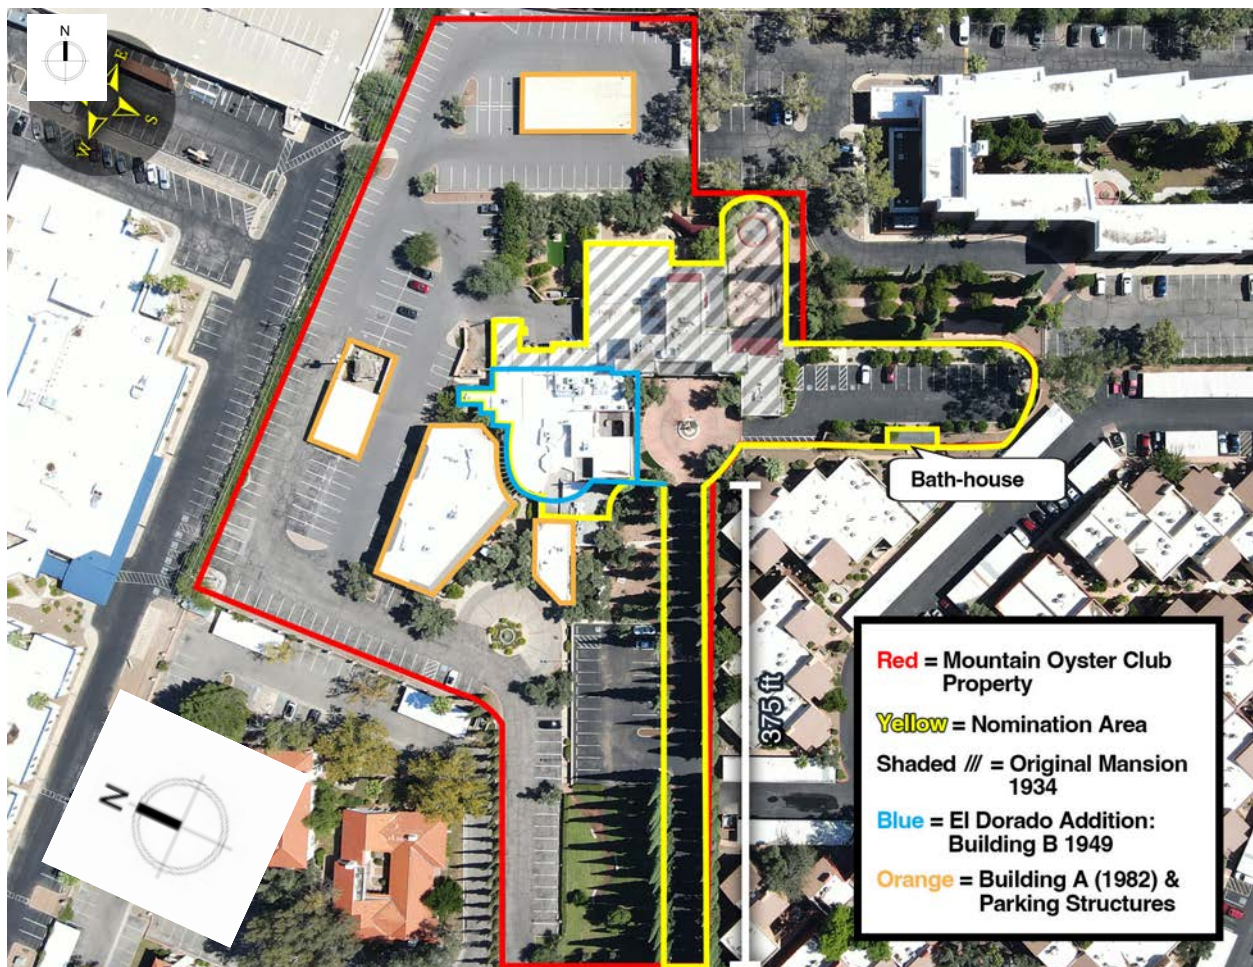 N
E
S
W
N
Bath-house
375 ft
Red = Mountain Oyster Club
Property
Yellow = Nomination Area
Shaded /// = Original Mansion
1934
Blue = El Dorado Addition:
Building B 1949
Orange = Building A (1982) &
Parking Structures